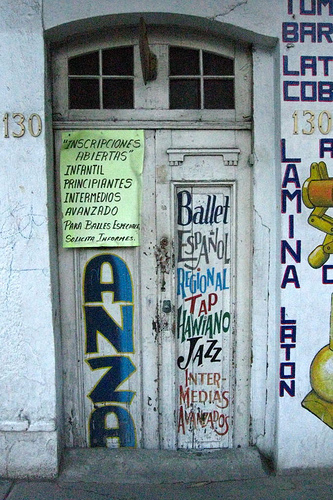 130
"INSCRIPCIONES
ABIERTAS"
INFANTIL
PRINCIPIANTES
INTERMEDIOS
AVANZADO
PARA BAILES ESPECIALES
SOLICITA INFORMES.
ANZA
Ballet
ESPAÑOL
REGIONAL
TAP
HAWIANO
JAZZ
INTER-
MEDIAS
AVANZADOS
BAR
LAT
COB
130
LAMINA LATON